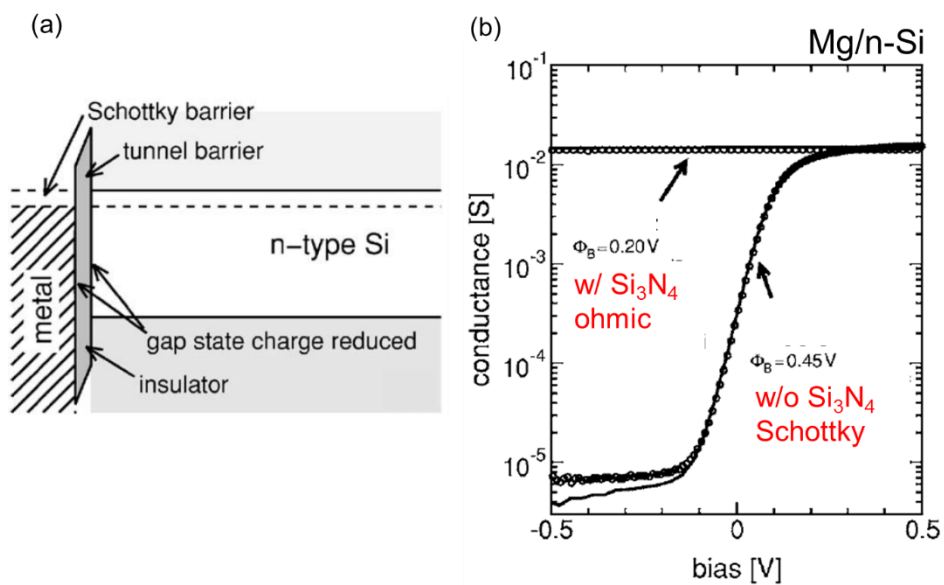 (a)
Schottky barrier
tunnel barrier
n-type Si
metal
gap state charge reduced
insulator
(b)
Mg/n-Si
conductance [S]
10⁻¹
10⁻²
10⁻³
10⁻⁴
10⁻⁵
Φ_B=0.20V
w/ Si₃N₄
ohmic
Φ_B=0.45V
w/o Si₃N₄
Schottky
-0.5
0
0.5
bias [V]